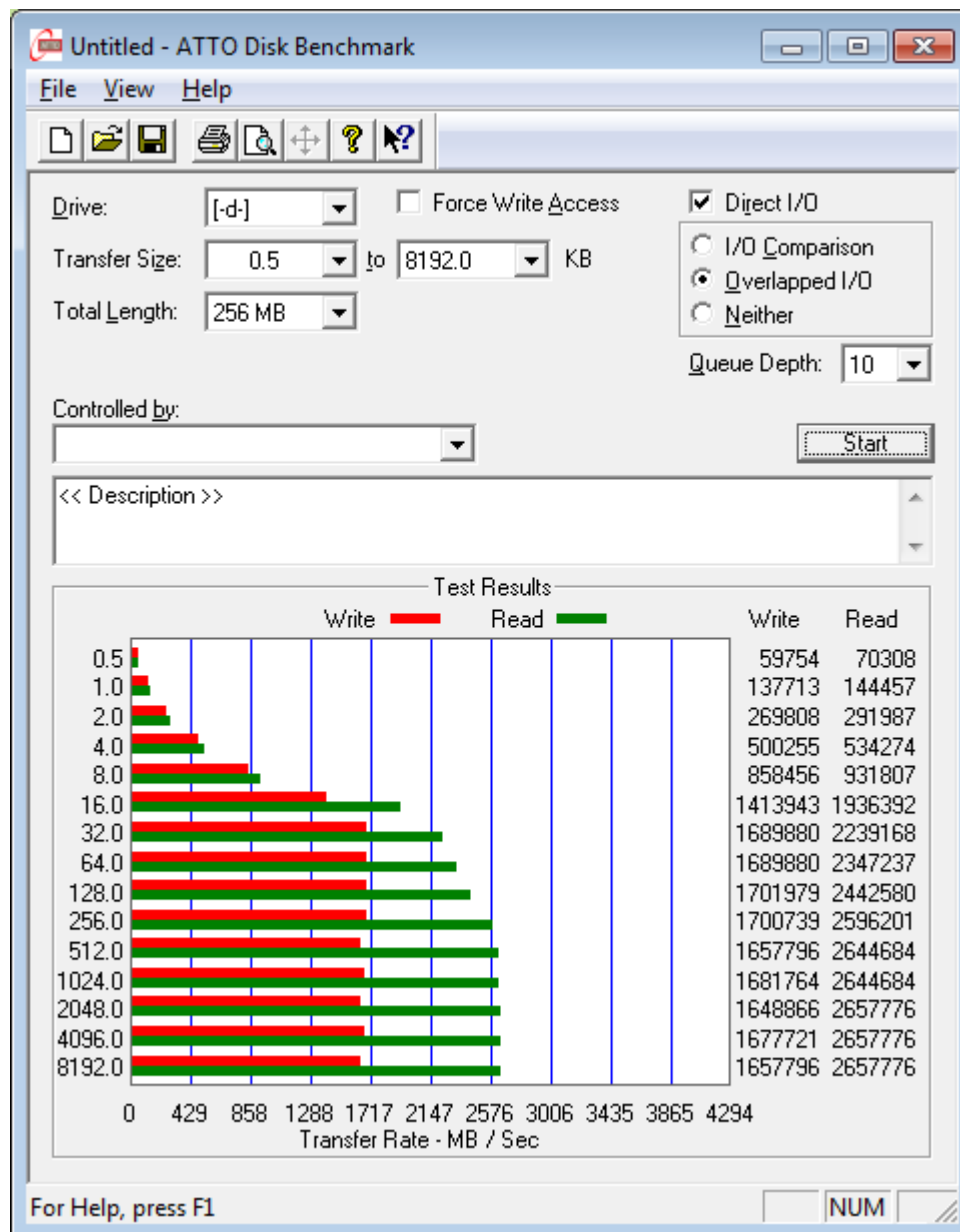 Untitled - ATTO Disk Benchmark
File View Help
Drive: [-d-] Force Write Access Direct I/O
Transfer Size: 0.5 to 8192.0 KB I/O Comparison
Overlapped I/O
Total Length: 256 MB Neither
Queue Depth: 10
Controlled by:
Start
<< Description >>
Test Results
Write Read Write Read
0.5 59754 70308
1.0 137713 144457
2.0 269808 291987
4.0 500255 534274
8.0 858456 931807
16.0 1413943 1936392
32.0 1689880 2239168
64.0 1689880 2347237
128.0 1701979 2442580
256.0 1700739 2596201
512.0 1657796 2644684
1024.0 1681764 2644684
2048.0 1648866 2657776
4096.0 1677721 2657776
8192.0 1657796 2657776
0 429 858 1288 1717 2147 2576 3006 3435 3865 4294
Transfer Rate - MB / Sec
For Help, press F1 NUM